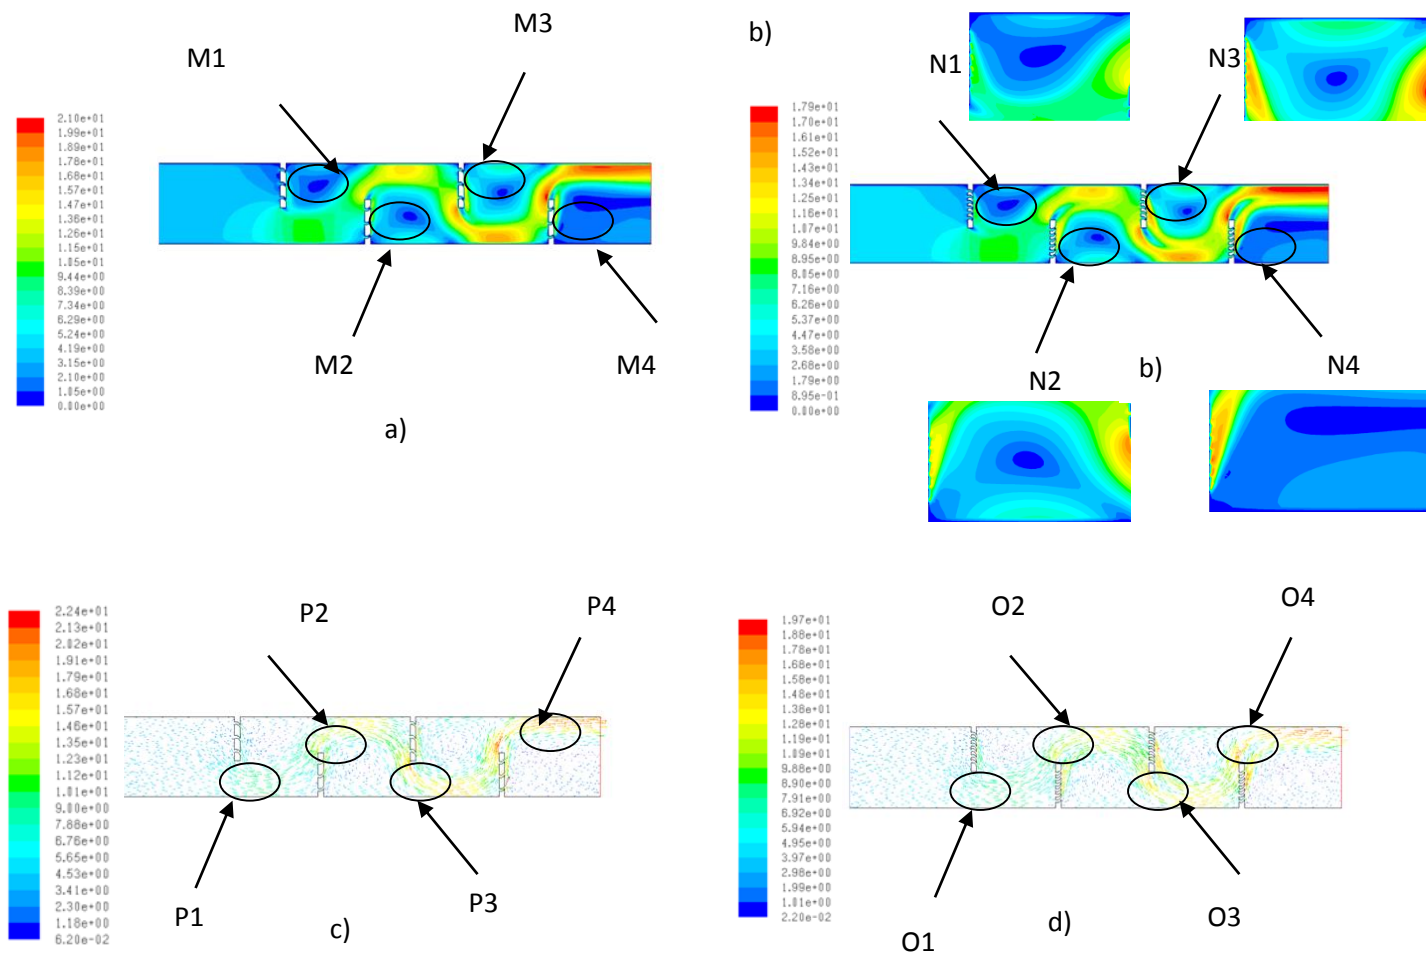 M1
M3
M2
M4
2.10e+01
1.99e+01
1.89e+01
1.78e+01
1.68e+01
1.57e+01
1.47e+01
1.36e+01
1.26e+01
1.15e+01
1.05e+01
9.44e+00
8.39e+00
7.34e+00
6.29e+00
5.24e+00
4.19e+00
3.15e+00
2.10e+00
1.05e+00
0.00e+00
a)
b)
N1
N3
N2
N4
1.79e+01
1.70e+01
1.61e+01
1.52e+01
1.43e+01
1.34e+01
1.25e+01
1.16e+01
1.07e+01
9.84e+00
8.95e+00
8.05e+00
7.16e+00
6.26e+00
5.37e+00
4.47e+00
3.58e+00
2.68e+00
1.79e+00
8.95e-01
0.00e+00
b)
P2
P4
P1
P3
2.24e+01
2.13e+01
2.02e+01
1.91e+01
1.79e+01
1.68e+01
1.57e+01
1.46e+01
1.35e+01
1.23e+01
1.12e+01
1.01e+01
9.00e+00
7.88e+00
6.76e+00
5.65e+00
4.53e+00
3.41e+00
2.30e+00
1.18e+00
6.20e-02
c)
O2
O4
O1
O3
1.97e+01
1.88e+01
1.78e+01
1.68e+01
1.58e+01
1.48e+01
1.38e+01
1.28e+01
1.19e+01
1.09e+01
9.88e+00
8.90e+00
7.91e+00
6.92e+00
5.94e+00
4.95e+00
3.97e+00
2.98e+00
1.99e+00
1.01e+00
2.20e-02
d)